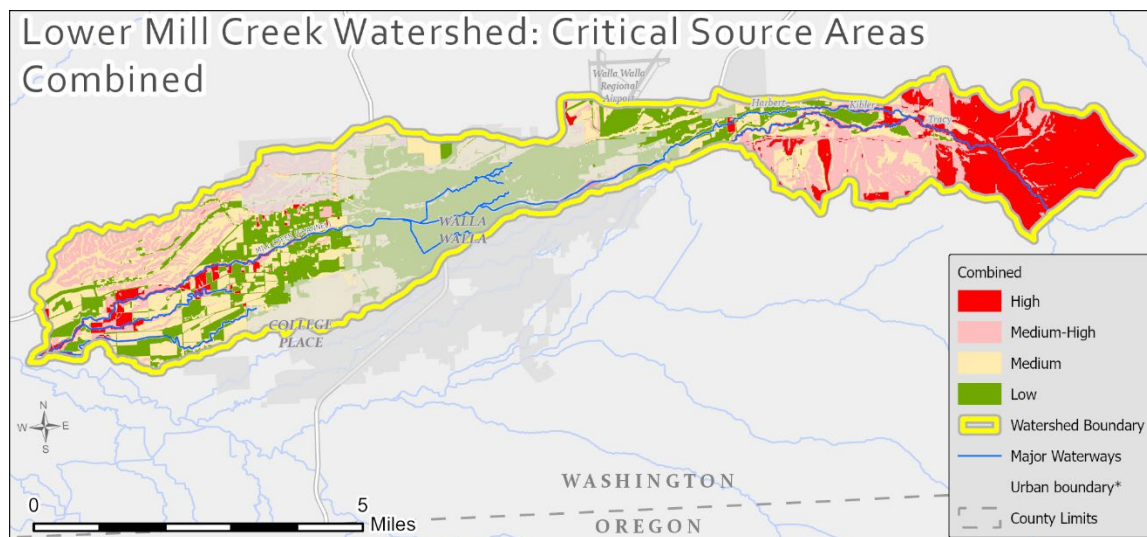 Lower Mill Creek Watershed: Critical Source Areas
Combined
Walla Walla
Regional
Airport
Harbert
Kibler
Tracy
MILL CREEK
WALLA
WALLA
COLLEGE
PLACE
N
W
E
S
0
5
Miles
WASHINGTON
OREGON
Combined
High
Medium-High
Medium
Low
Watershed Boundary
Major Waterways
Urban boundary*
County Limits